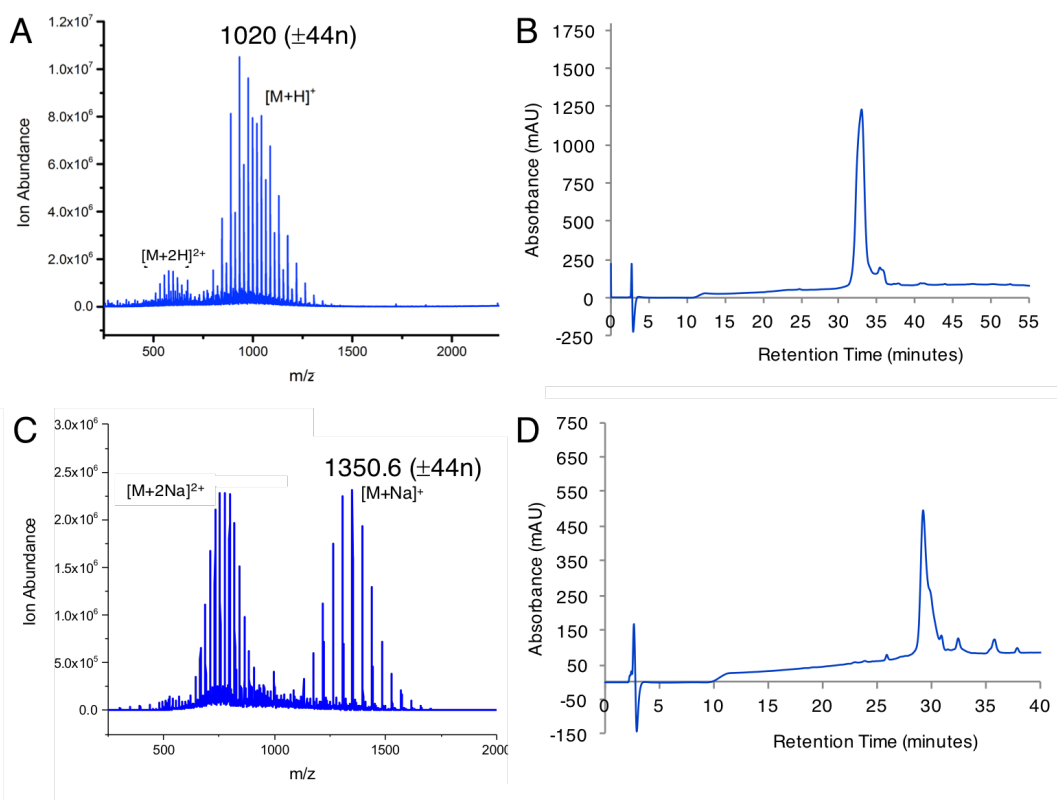 A
1020 (±44n)
[M+H]⁺
[M+2H]²⁺
Ion Abundance
1.2x10⁷
1.0x10⁷
8.0x10⁶
6.0x10⁶
4.0x10⁶
2.0x10⁶
0.0
500 1000 1500 2000
m/z
B
Absorbance (mAU)
1750
1500
1250
1000
750
500
250
0
-250
0 5 10 15 20 25 30 35 40 45 50 55
Retention Time (minutes)
C
1350.6 (±44n)
[M+2Na]²⁺
[M+Na]⁺
Ion Abundance
3.0x10⁶
2.5x10⁶
2.0x10⁶
1.5x10⁶
1.0x10⁶
5.0x10⁵
0.0
500 1000 1500 2000
m/z
D
Absorbance (mAU)
750
650
550
450
350
250
150
50
-50
-150
0 5 10 15 20 25 30 35 40
Retention Time (minutes)